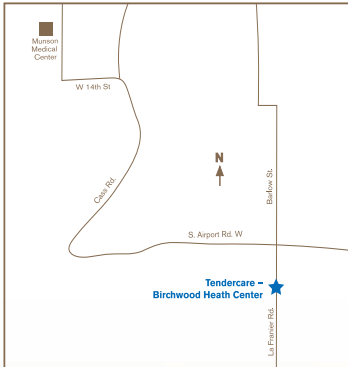 Munson
Medical
Center
W 14th St
Cass Rd.
N
Barlow St.
S. Airport Rd. W
Tendercare –
Birchwood Heath Center
La Franier Rd.